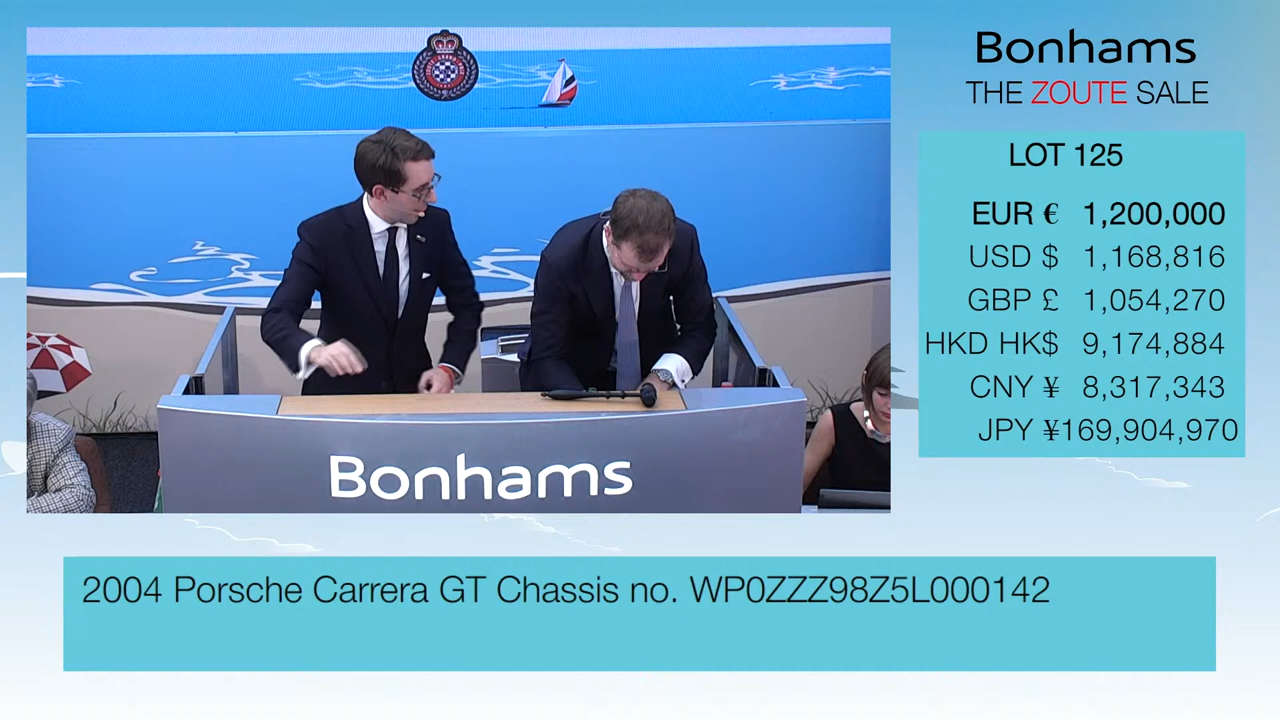 Bonhams
THE ZOUTE SALE
LOT 125
EUR € 1,200,000
USD $ 1,168,816
GBP £ 1,054,270
HKD HK$ 9,174,884
CNY ¥ 8,317,343
JPY ¥169,904,970
Bonhams
2004 Porsche Carrera GT Chassis no. WP0ZZZ98Z5L000142